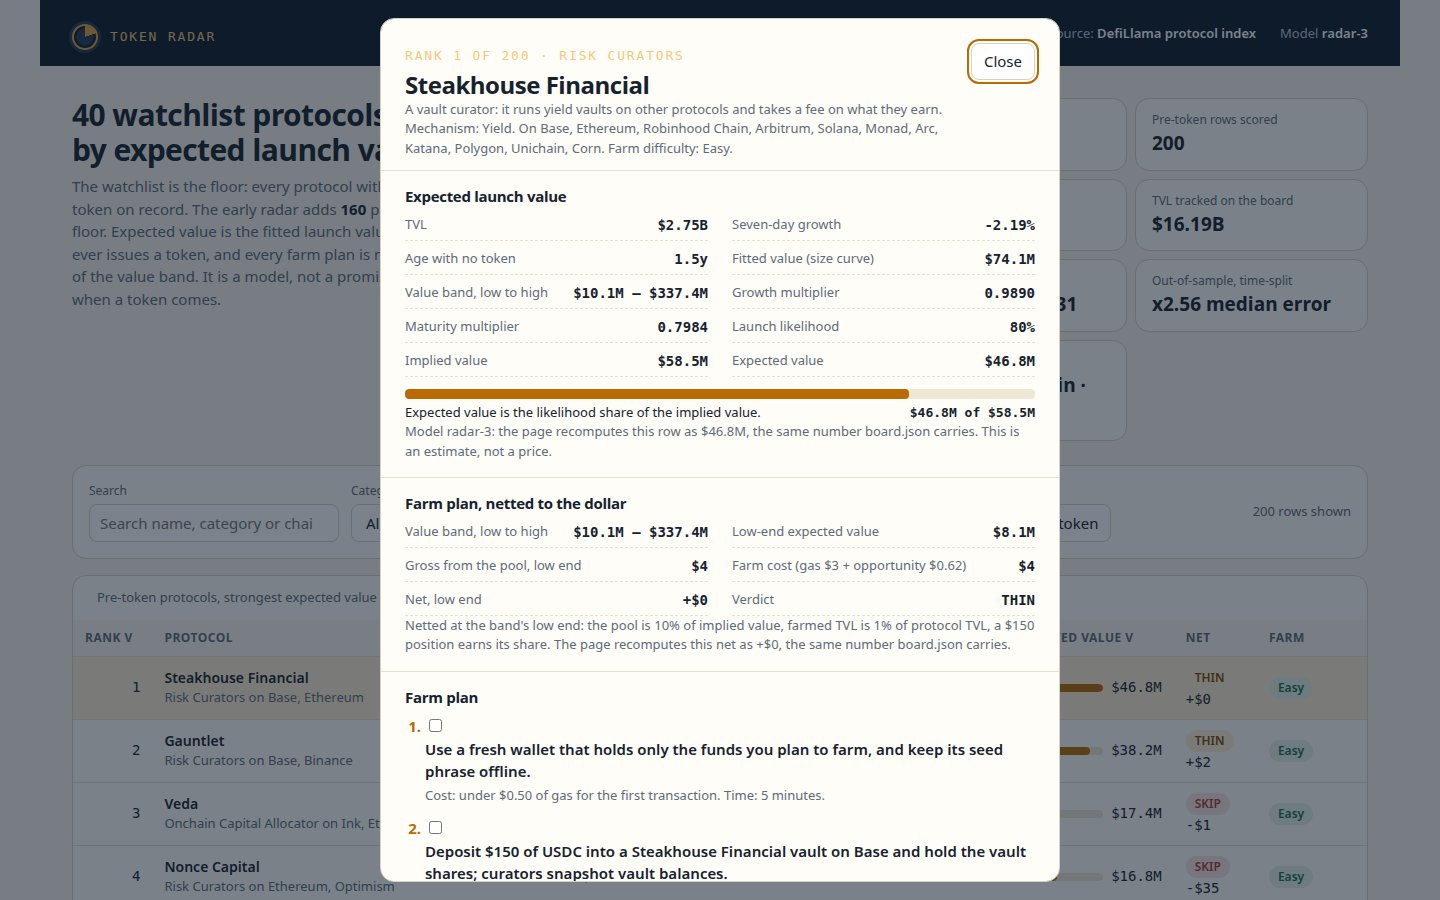 TOKEN RADAR
Source: DefiLlama protocol index
Model radar-3
40 watchlist protocols
by expected launch
The watchlist is the floor: every protocol
token on record. The early radar adds 160
floor. Expected value is the fitted launch
ever issues a token, and every farm plan is
of the value band. It is a model, not a
when a token comes.
Pre-token rows scored
200
TVL tracked on the board
$16.19B
Out-of-sample, time-split
x2.56 median error
Search
Search name, category or chai
token
200 rows shown
Pre-token protocols, strongest expected value
RANK V
PROTOCOL
ED VALUE V
NET
FARM
1
Steakhouse Financial
Risk Curators on Base, Ethereum
$46.8M
THIN
+$0
Easy
2
Gauntlet
Risk Curators on Base, Binance
$38.2M
THIN
+$2
Easy
3
Veda
Onchain Capital Allocator on Ink,
$17.4M
SKIP
-$1
Easy
4
Nonce Capital
Risk Curators on Ethereum, Optimism
$16.8M
SKIP
-$35
Easy
RANK 1 OF 200 · RISK CURATORS
Close
Steakhouse Financial
A vault curator: it runs yield vaults on other protocols and takes a fee on what they earn.
Mechanism: Yield. On Base, Ethereum, Robinhood Chain, Arbitrum, Solana, Monad, Arc,
Katana, Polygon, Unichain, Corn. Farm difficulty: Easy.
Expected launch value
TVL $2.75B
Seven-day growth -2.19%
Age with no token 1.5y
Fitted value (size curve) $74.1M
Value band, low to high $10.1M – $337.4M
Growth multiplier 0.9890
Maturity multiplier 0.7984
Launch likelihood 80%
Implied value $58.5M
Expected value $46.8M
Expected value is the likelihood share of the implied value. $46.8M of $58.5M
Model radar-3: the page recomputes this row as $46.8M, the same number board.json carries. This is
an estimate, not a price.
Farm plan, netted to the dollar
Value band, low to high $10.1M – $337.4M
Low-end expected value $8.1M
Gross from the pool, low end $4
Farm cost (gas $3 + opportunity $0.62) $4
Net, low end +$0
Verdict THIN
Netted at the band's low end: the pool is 10% of implied value, farmed TVL is 1% of protocol TVL, a $150
position earns its share. The page recomputes this net as +$0, the same number board.json carries.
Farm plan
1.
Use a fresh wallet that holds only the funds you plan to farm, and keep its seed
phrase offline.
Cost: under $0.50 of gas for the first transaction. Time: 5 minutes.
2.
Deposit $150 of USDC into a Steakhouse Financial vault on Base and hold the vault
shares; curators snapshot vault balances.